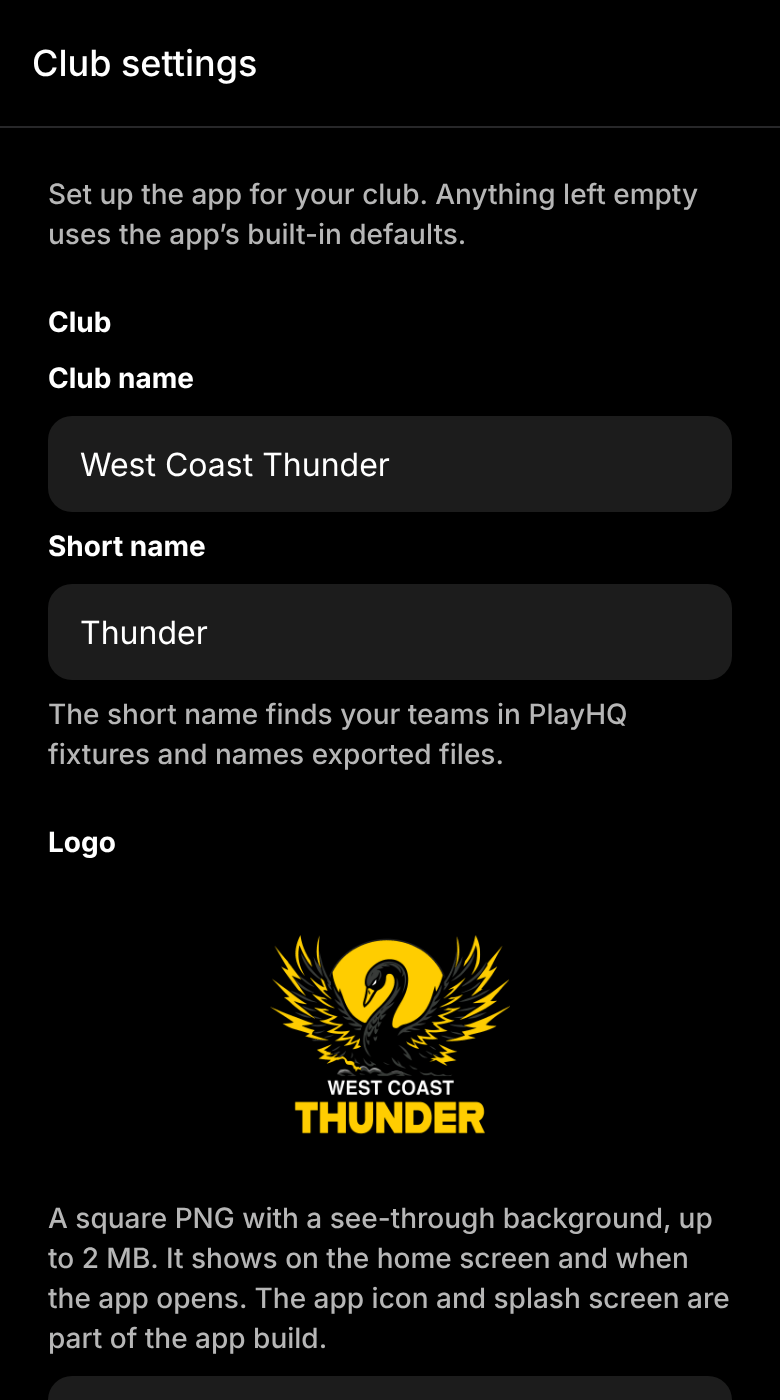 Club settings
Set up the app for your club. Anything left empty
uses the app’s built-in defaults.
Club
Club name
West Coast Thunder
Short name
Thunder
The short name finds your teams in PlayHQ
fixtures and names exported files.
Logo
WEST COAST
THUNDER
A square PNG with a see-through background, up
to 2 MB. It shows on the home screen and when
the app opens. The app icon and splash screen are
part of the app build.